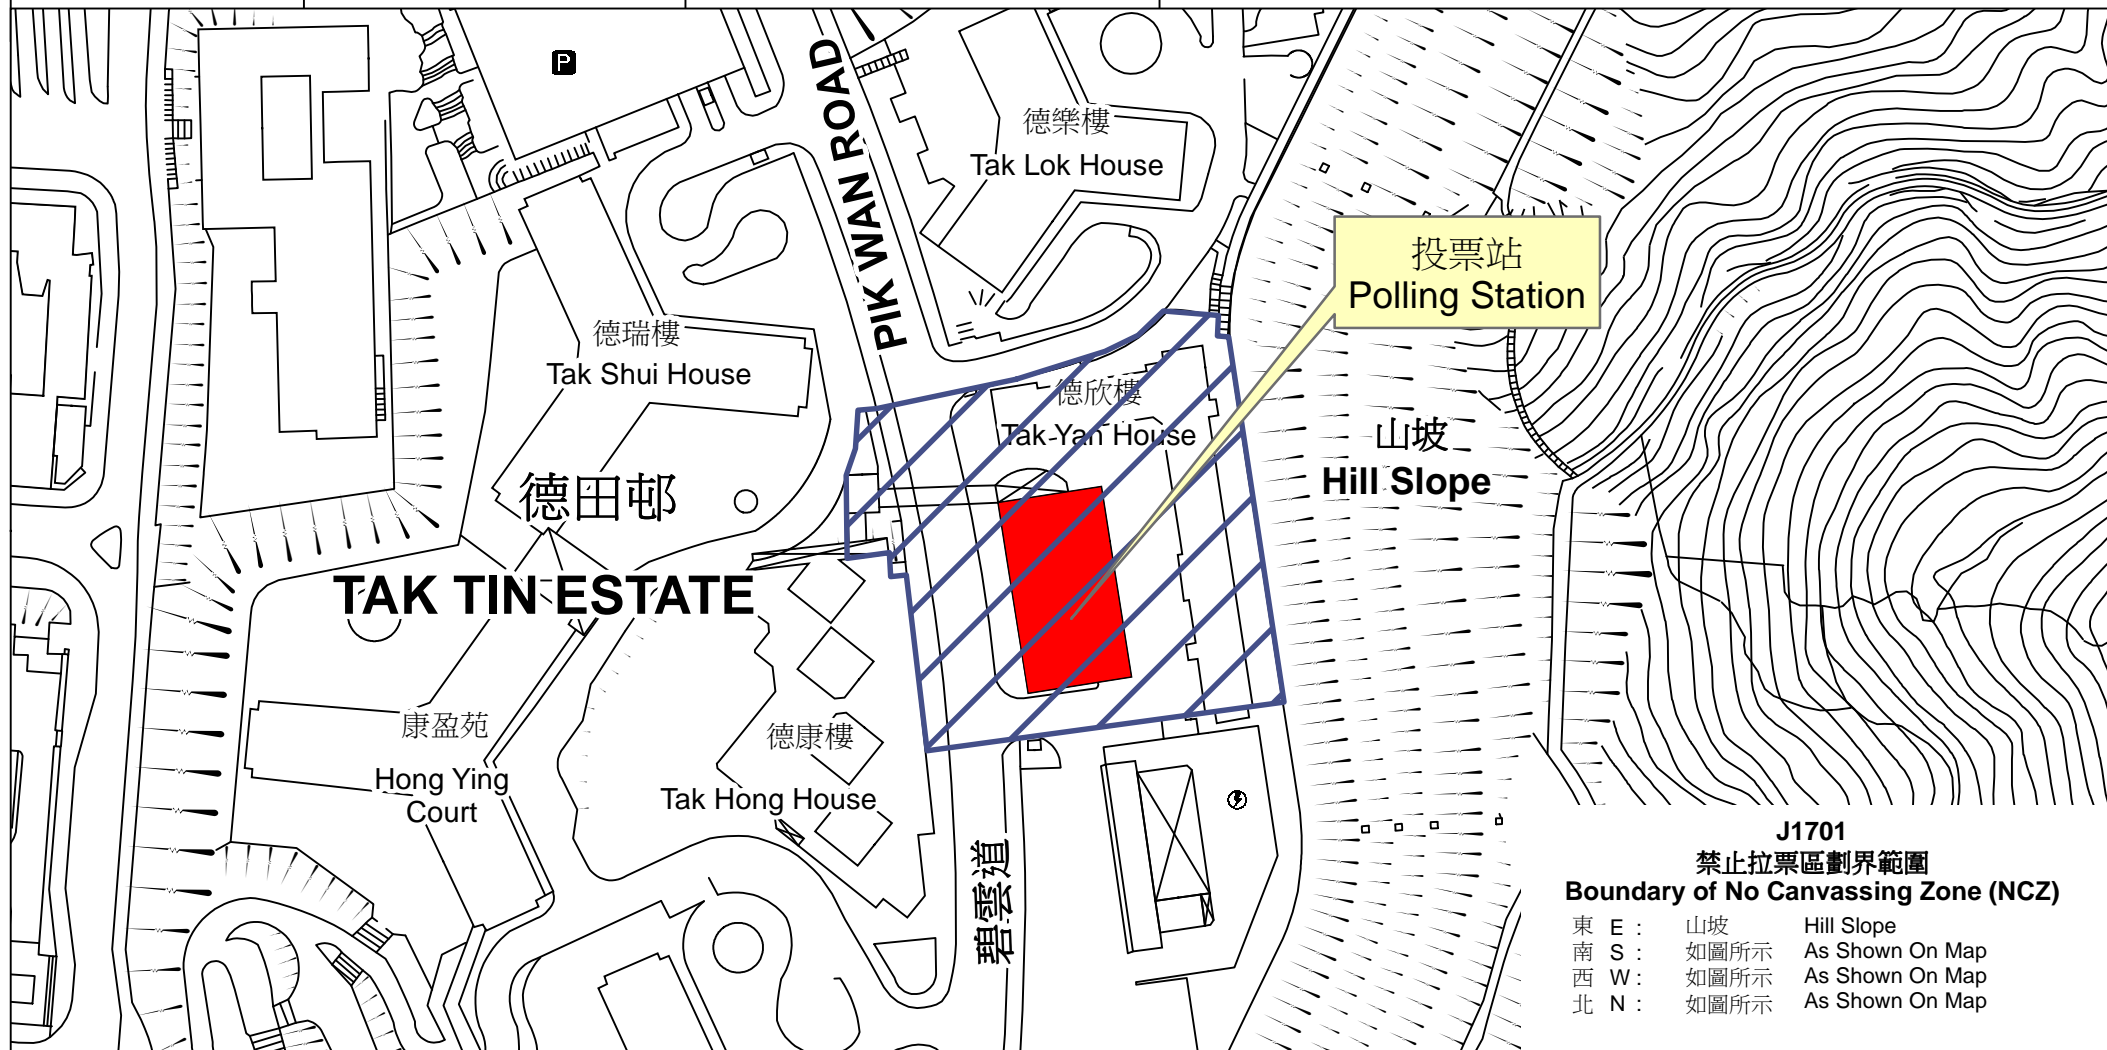 P
PIK WAN ROAD
德樂樓
Tak Lok House
投票站
Polling Station
德瑞樓
Tak Shui House
德欣樓
Tak Yan House
山坡
Hill Slope
德田邨
TAK TIN ESTATE
康盈苑
Hong Ying
Court
德康樓
Tak Hong House
碧雲道
J1701
禁止拉票區劃界範圍
Boundary of No Canvassing Zone (NCZ)
東 E : 山坡 Hill Slope
南 S : 如圖所示 As Shown On Map
西 W : 如圖所示 As Shown On Map
北 N : 如圖所示 As Shown On Map